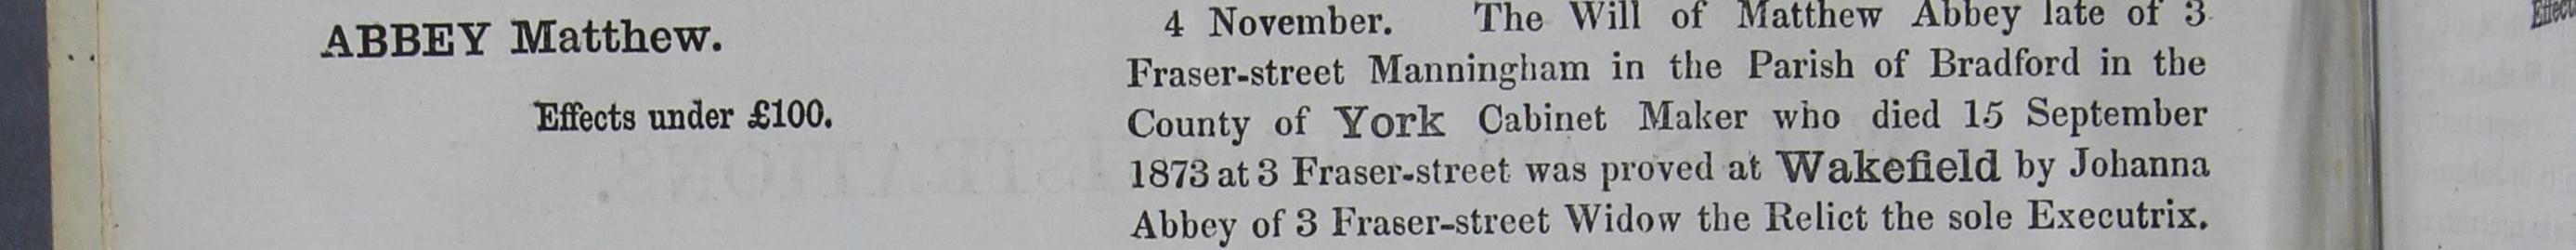 ABBEY Matthew.
Effects under £100.
4 November. The Will of Matthew Abbey late of 3
Fraser-street Manningham in the Parish of Bradford in the
County of York Cabinet Maker who died 15 September
1873 at 3 Fraser-street was proved at Wakefield by Johanna
Abbey of 3 Fraser-street Widow the Relict the sole Executrix.